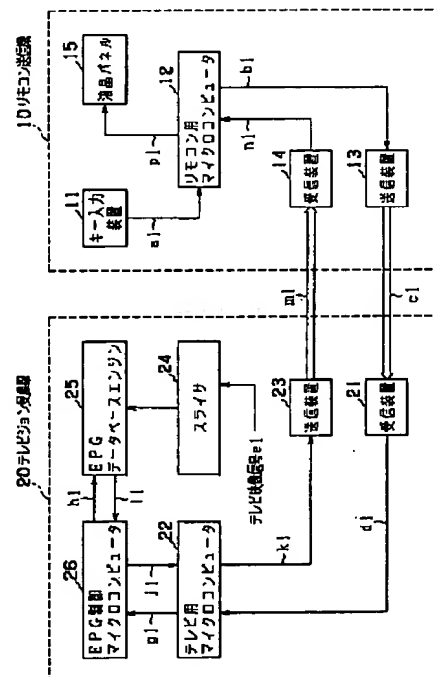 20テレビジョン受像機
26
EPG制御
マイクロコンピュータ
h1
i1
25
EPG
データベースエンジン
g1
j1
22
テレビ用
マイクロコンピュータ
24
スライサ
テレビ映像信号e1
d1
k1
21
受信装置
23
送信装置
c1
m1
13
送信装置
14
受信装置
b1
n1
12
リモコン用
マイクロコンピュータ
a1
p1
11
キー入力
装置
15
液晶パネル
10リモコン送信機